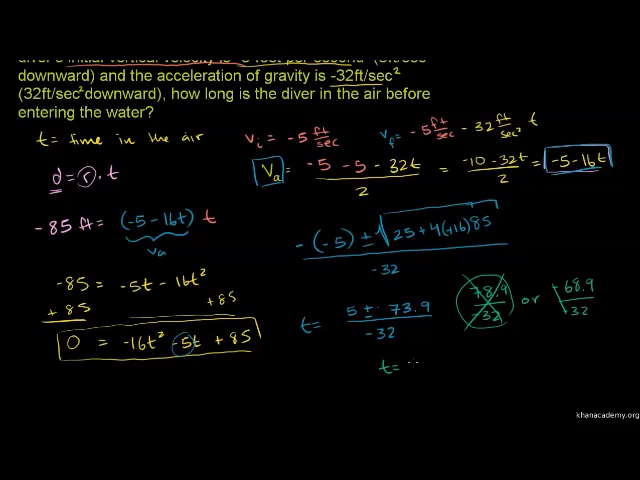 diver's initial vertical velocity is -5 feet per second (5ft/sec
downward) and the acceleration of gravity is -32ft/sec²
(32ft/sec² downward), how long is the diver in the air before
entering the water?
t = time in the air
Vi = -5 ft/sec Vf = -5 ft/sec - 32 ft/sec² t
d = r · t
Va = (-5 - 5 - 32t)/2 = (-10 - 32t)/2 = -5 - 16t
-85 ft = (-5 - 16t) t
Va
-(-5) ± √25+4(+16)85
-32
-85 = -5t - 16t²
+85 +85
0 = -16t² -5t +85
t = (5 ± 73.9)/-32
78.9/-32 or +68.9/+32
t =
khanacademy.org